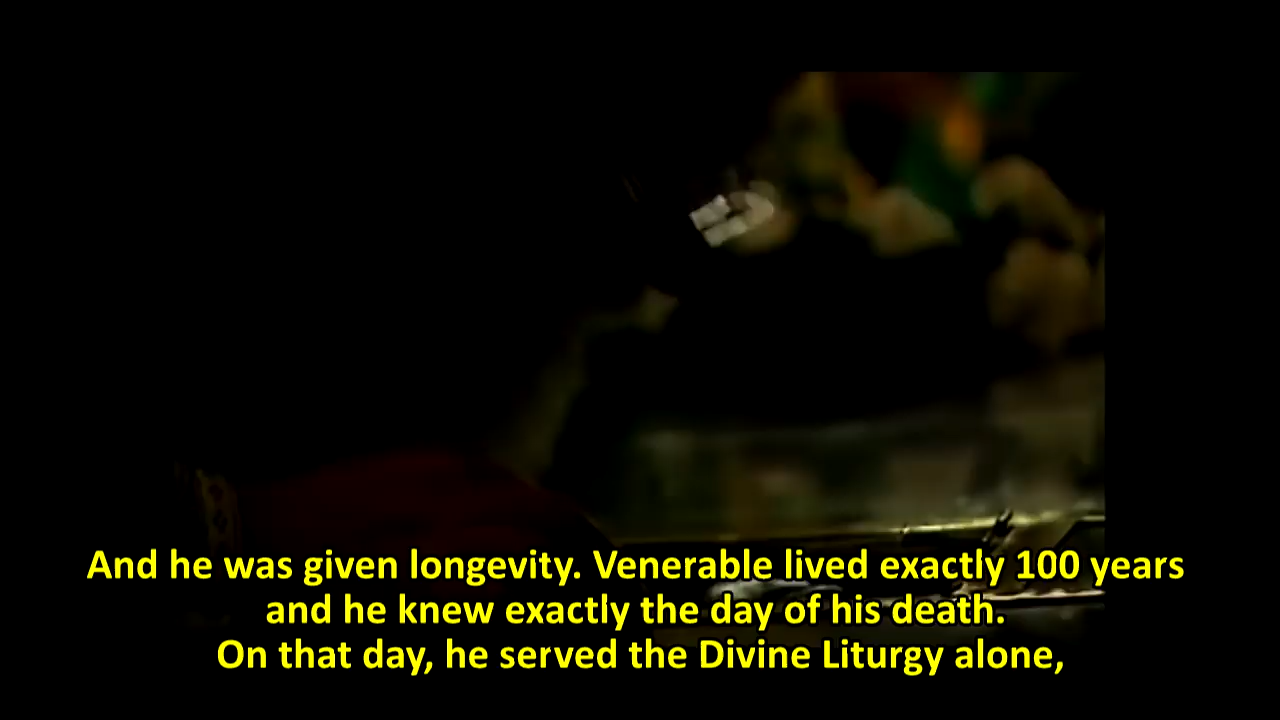 And he was given longevity. Venerable lived exactly 100 years
and he knew exactly the day of his death.
On that day, he served the Divine Liturgy alone,